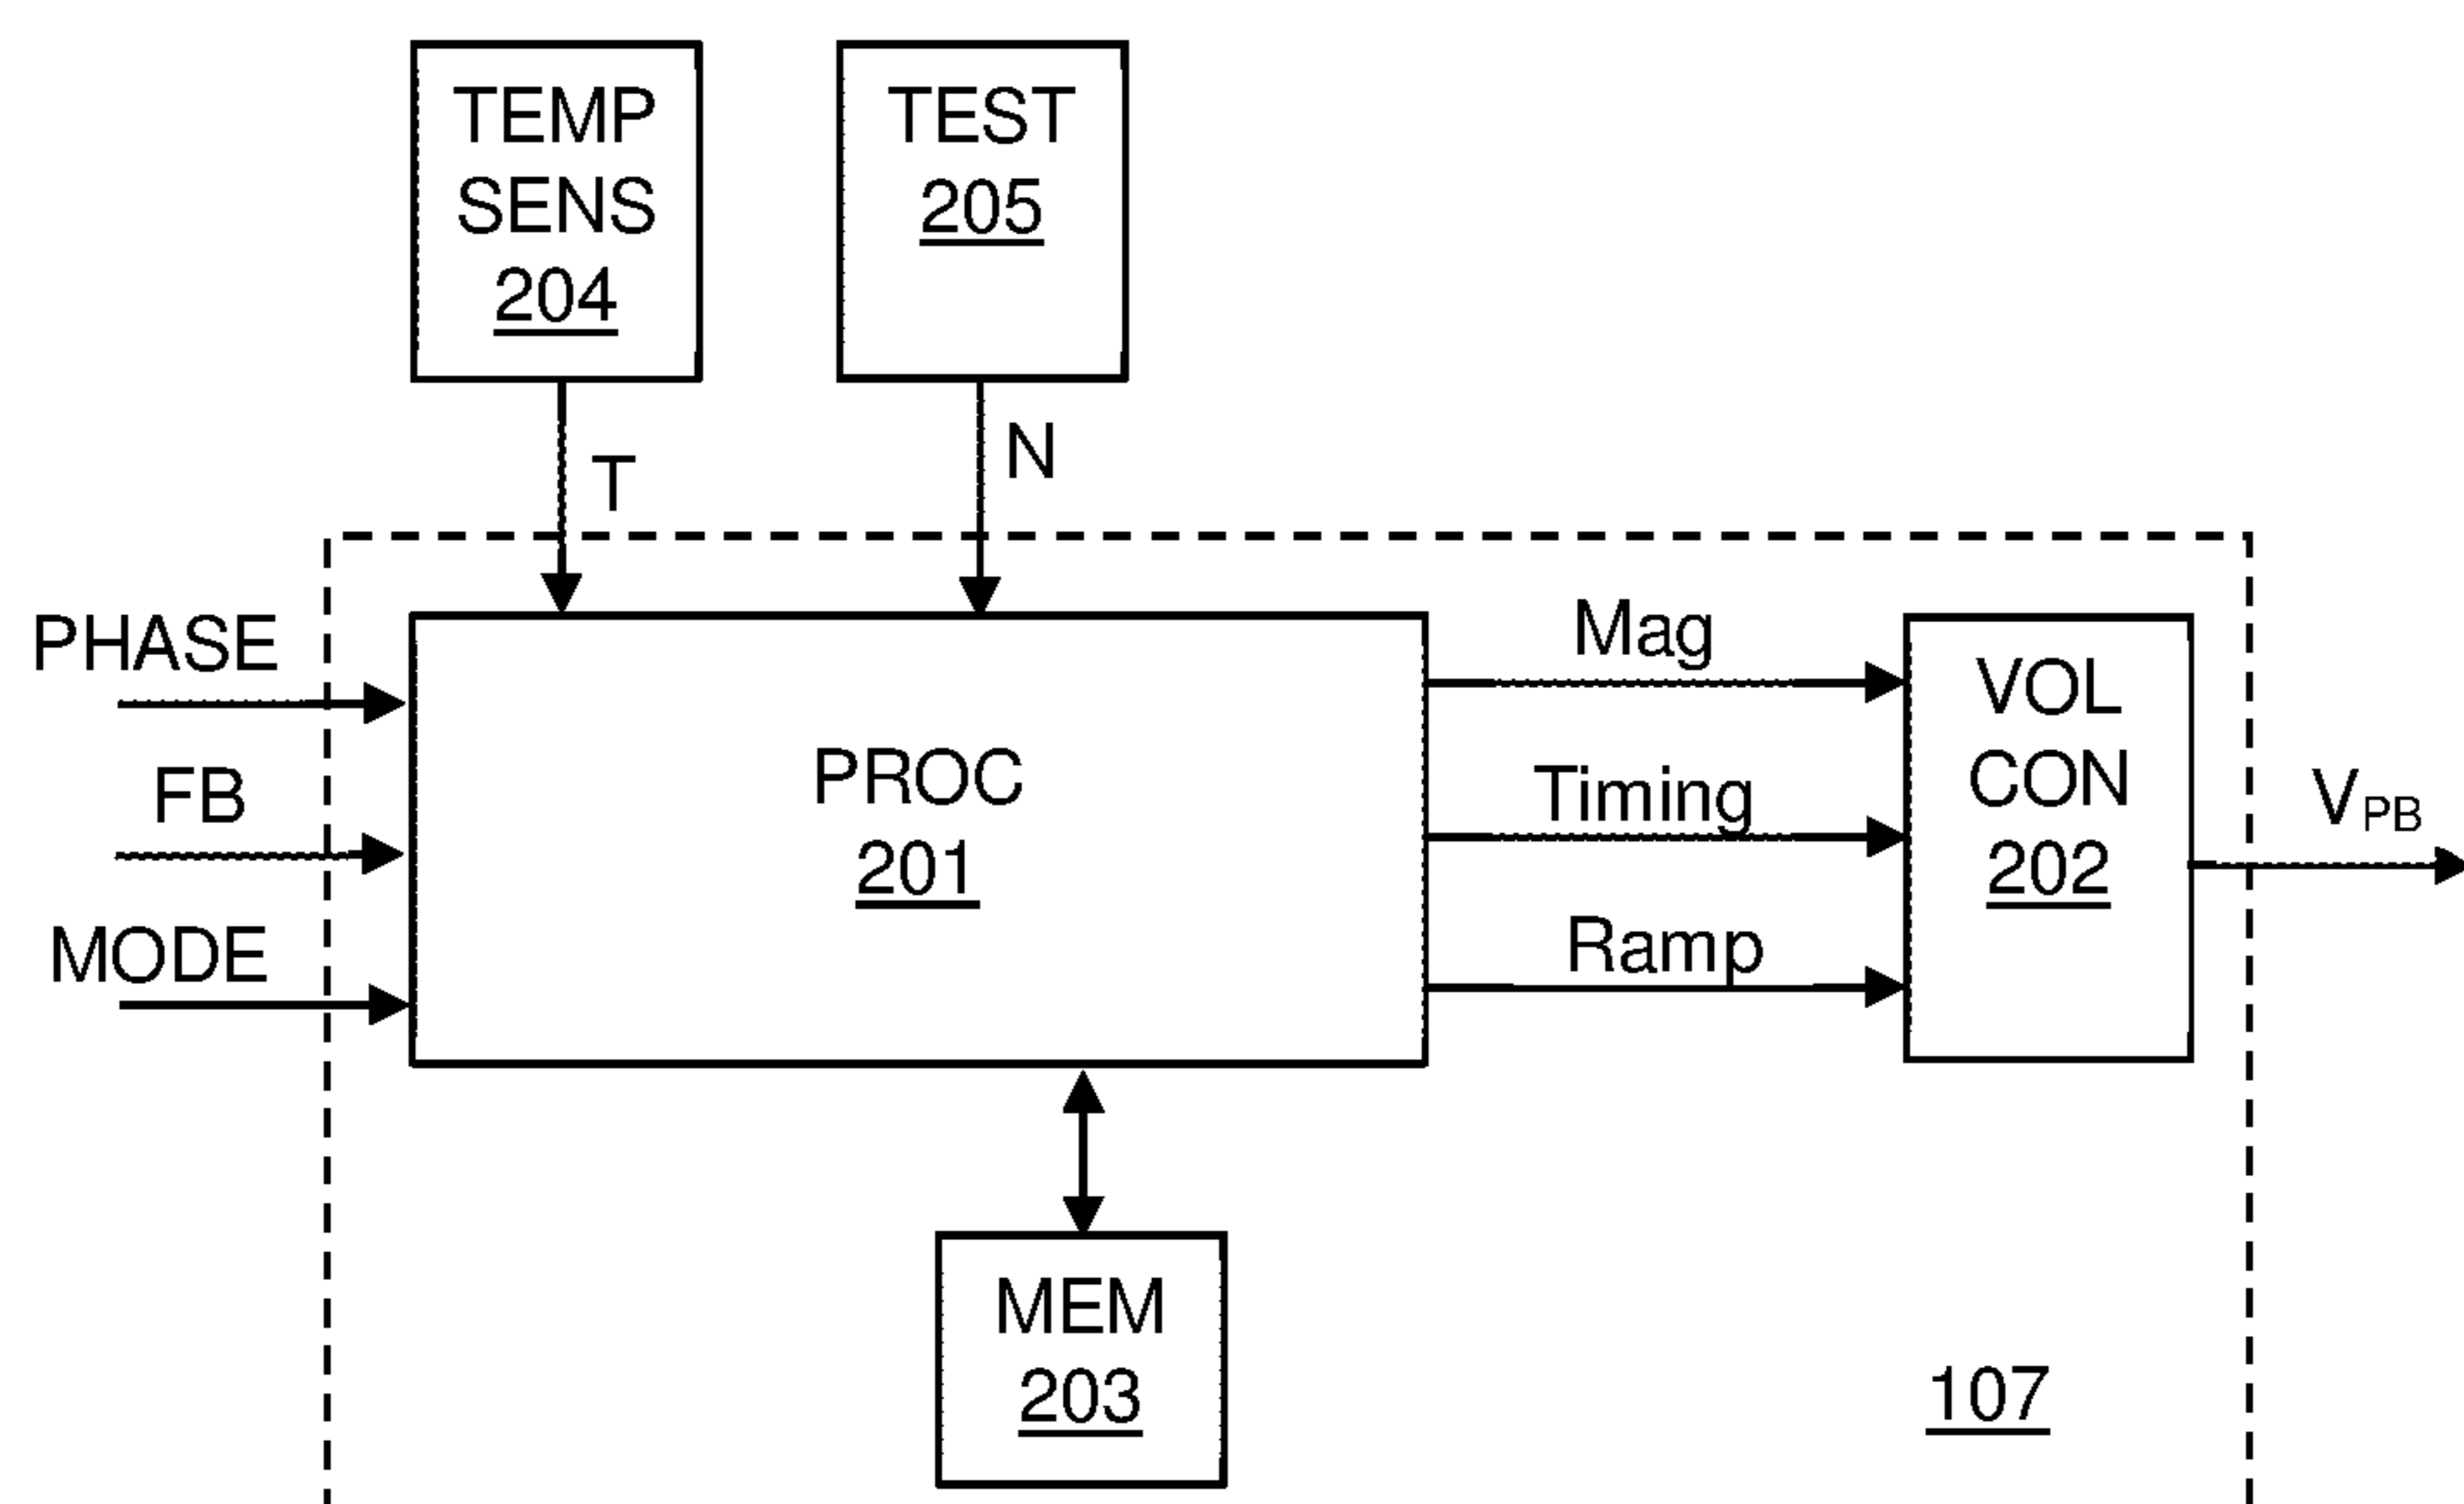 TEMP
SENS
204
TEST
205
T
N
PHASE
FB
MODE
PROC
201
Mag
Timing
Ramp
VOL
CON
202
VPB
MEM
203
107